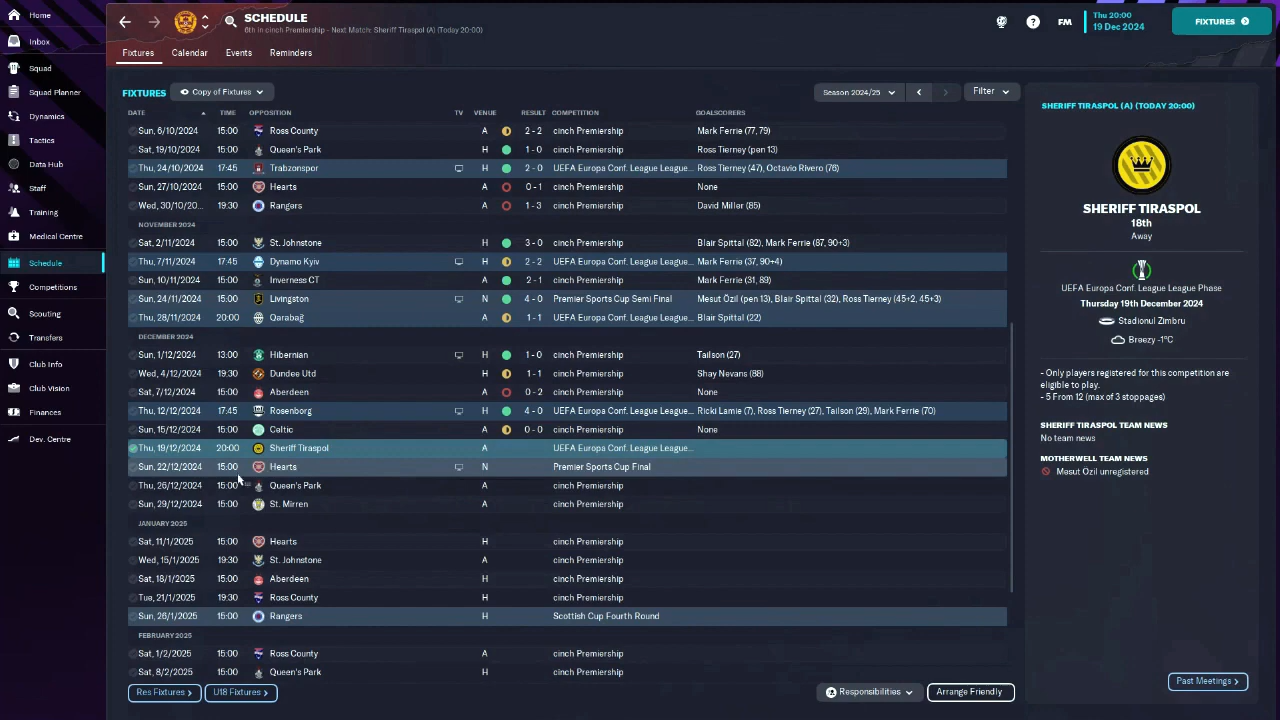 Home
Inbox
Squad
Squad Planner
Dynamics
Tactics
Data Hub
Staff
Training
Medical Centre
Schedule
Competitions
Scouting
Transfers
Club Info
Club Vision
Finances
Dev. Centre
SCHEDULE
6th in cinch Premiership - Next Match: Sheriff Tiraspol (A) (Today 20:00)
FM
Thu 20:00
19 Dec 2024
FIXTURES
Fixtures Calendar Events Reminders
FIXTURES Copy of Fixtures
Season 2024/25
Filter
DATE TIME OPPOSITION TV VENUE RESULT COMPETITION GOALSCORERS
Sun, 6/10/2024 15:00 Ross County A 2 - 2 cinch Premiership Mark Ferrie (77, 79)
Sat, 19/10/2024 15:00 Queen's Park H 1 - 0 cinch Premiership Ross Tierney (pen 13)
Thu, 24/10/2024 17:45 Trabzonspor H 2 - 0 UEFA Europa Conf. League League... Ross Tierney (47), Octavio Rivero (76)
Sun, 27/10/2024 15:00 Hearts A 0 - 1 cinch Premiership None
Wed, 30/10/20... 19:30 Rangers A 1 - 3 cinch Premiership David Miller (85)
NOVEMBER 2024
Sat, 2/11/2024 15:00 St. Johnstone H 3 - 0 cinch Premiership Blair Spittal (82), Mark Ferrie (87, 90+3)
Thu, 7/11/2024 17:45 Dynamo Kyiv H 2 - 2 UEFA Europa Conf. League League... Mark Ferrie (37, 90+4)
Sun, 10/11/2024 15:00 Inverness CT A 2 - 1 cinch Premiership Mark Ferrie (31, 89)
Sun, 24/11/2024 15:00 Livingston N 4 - 0 Premier Sports Cup Semi Final Mesut Özil (pen 13), Blair Spittal (32), Ross Tierney (45+2, 45+3)
Thu, 28/11/2024 20:00 Qarabağ A 1 - 1 UEFA Europa Conf. League League... Blair Spittal (22)
DECEMBER 2024
Sun, 1/12/2024 13:00 Hibernian H 1 - 0 cinch Premiership Tailson (27)
Wed, 4/12/2024 19:30 Dundee Utd H 1 - 1 cinch Premiership Shay Nevans (88)
Sat, 7/12/2024 15:00 Aberdeen A 0 - 2 cinch Premiership None
Thu, 12/12/2024 17:45 Rosenborg H 4 - 0 UEFA Europa Conf. League League... Ricki Lamie (7), Ross Tierney (27), Tailson (29), Mark Ferrie (70)
Sun, 15/12/2024 15:00 Celtic A 0 - 0 cinch Premiership None
Thu, 19/12/2024 20:00 Sheriff Tiraspol A UEFA Europa Conf. League League...
Sun, 22/12/2024 15:00 Hearts N Premier Sports Cup Final
Thu, 26/12/2024 15:00 Queen's Park A cinch Premiership
Sun, 29/12/2024 15:00 St. Mirren A cinch Premiership
JANUARY 2025
Sat, 11/1/2025 15:00 Hearts H cinch Premiership
Wed, 15/1/2025 19:30 St. Johnstone A cinch Premiership
Sat, 18/1/2025 15:00 Aberdeen H cinch Premiership
Tue, 21/1/2025 19:30 Ross County H cinch Premiership
Sun, 26/1/2025 15:00 Rangers H Scottish Cup Fourth Round
FEBRUARY 2025
Sat, 1/2/2025 15:00 Ross County A cinch Premiership
Sat, 8/2/2025 15:00 Queen's Park H cinch Premiership
Res Fixtures U18 Fixtures
Responsibilities
Arrange Friendly
SHERIFF TIRASPOL (A) (TODAY 20:00)
SHERIFF TIRASPOL
18th
Away
UEFA Europa Conf. League League Phase
Thursday 19th December 2024
Stadionul Zimbru
Breezy -1°C
- Only players registered for this competition are
eligible to play.
- 5 From 12 (max of 3 stoppages)
SHERIFF TIRASPOL TEAM NEWS
No team news
MOTHERWELL TEAM NEWS
Mesut Özil unregistered
Past Meetings